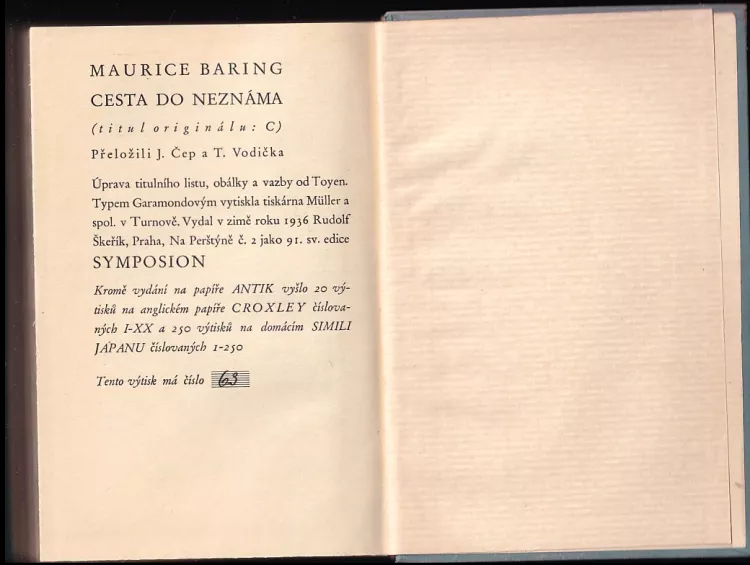 MAURICE BARING
CESTA DO NEZNÁMA
(titul originálu: C)
Přeložili J. Čep a T. Vodička
Úprava titulního listu, obálky a vazby od Toyen.
Typem Garamondovým vytiskla tiskárna Müller a
spol. v Turnově. Vydal v zimě roku 1936 Rudolf
Škeřík, Praha, Na Perštýně č. 2 jako 91. sv. edice
SYMPOSION
Kromě vydání na papíře ANTIK vyšlo 20 vý-
tisků na anglickém papíře CROXLEY číslova-
ných I-XX a 250 výtisků na domácím SIMILI
JAPANU číslovaných 1-250
Tento výtisk má číslo 63